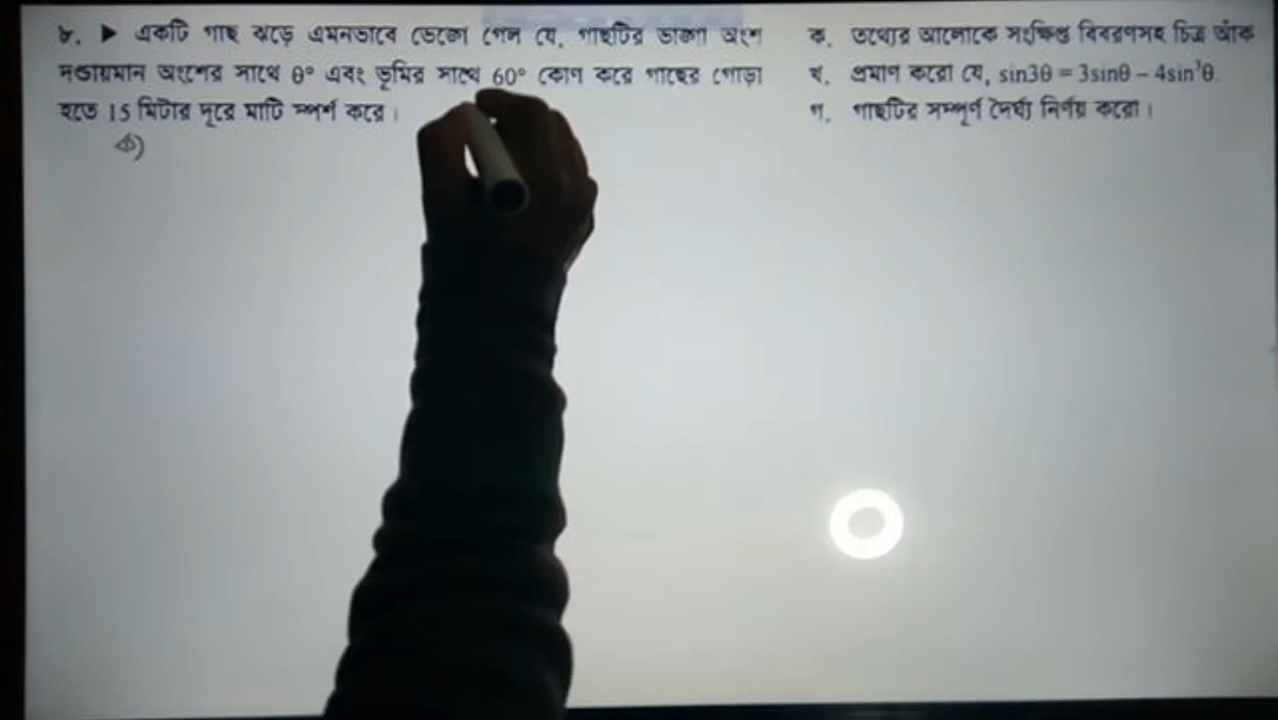 ৮. ▶ একটি গাছ ঝড়ে এমনভাবে ভেঙ্গে গেল যে, গাছটির ভাঙ্গা অংশ
দণ্ডায়মান অংশের সাথে θ° এবং ভূমির সাথে 60° কোণ করে গাছের গোড়া
হতে 15 মিটার দূরে মাটি স্পর্শ করে।
ক)
ক. তথ্যের আলোকে সংক্ষিপ্ত বিবরণসহ চিত্র আঁক
খ. প্রমাণ করো যে, sin3θ = 3sinθ – 4sin³θ.
গ. গাছটির সম্পূর্ণ দৈর্ঘ্য নির্ণয় করো।